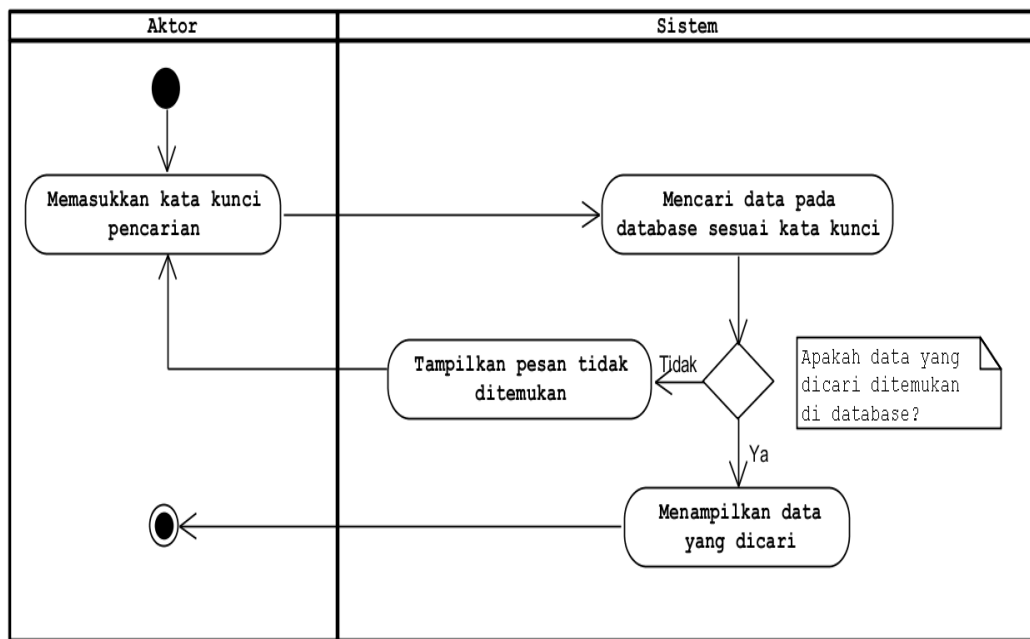 Aktor
Sistem
Memasukkan kata kunci
pencarian
Mencari data pada
database sesuai kata kunci
Tampilkan pesan tidak
ditemukan
Tidak
Apakah data yang
dicari ditemukan
di database?
Ya
Menampilkan data
yang dicari